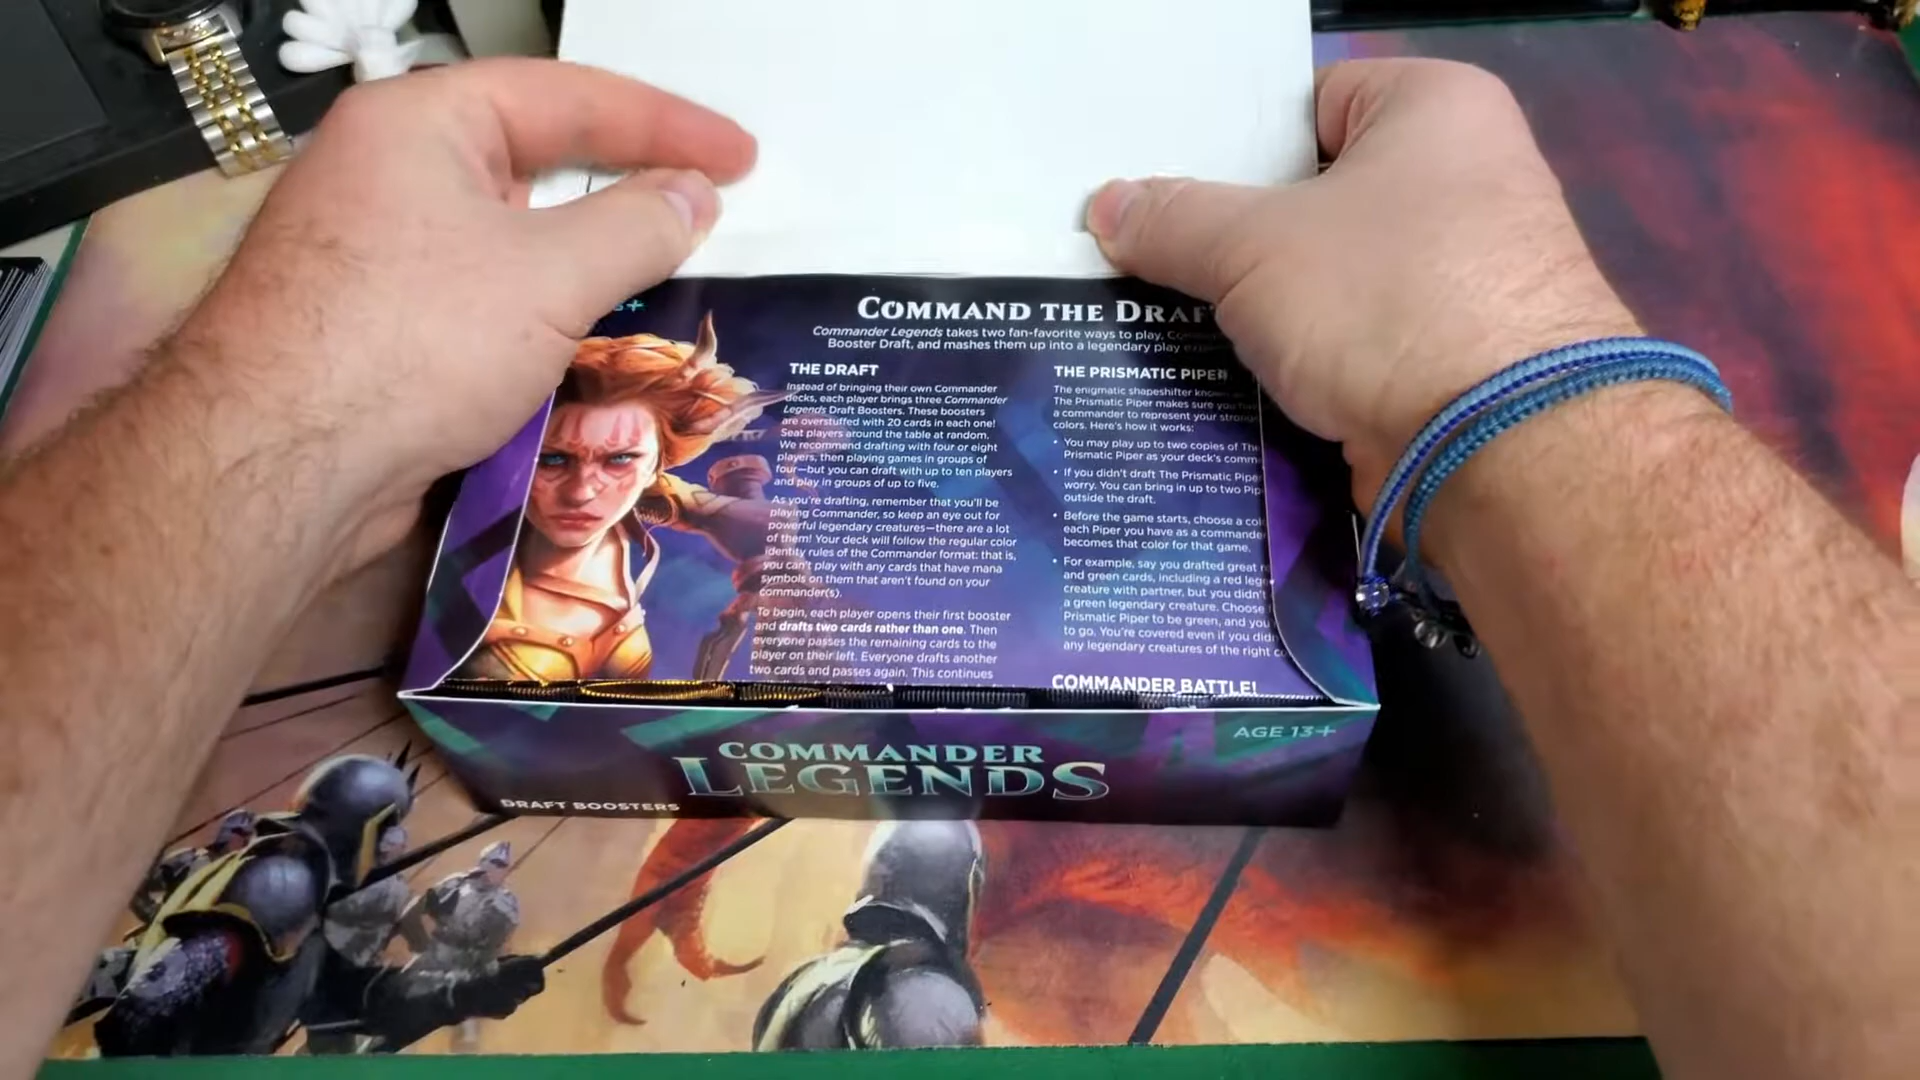 COMMAND THE
Commander Legends takes two fan-favorite ways to play,
Booster Draft, and mashes them up into a legendary play
THE DRAFT
Instead of bringing their own Commander
decks, each player brings three Commander
Legends Draft Boosters. These boosters
are overstuffed with 20 cards in each one!
Seat players around the table at random.
We recommend drafting with four or eight
players, then playing games in groups of
four—but you can draft with up to ten players
and play in groups of up to five.
As you're drafting, remember that you'll be
playing Commander, so keep an eye out for
powerful legendary creatures—there are a lot
of them! Your deck will follow the regular color
identity rules of the Commander format: that is,
you can't play with any cards that have mana
symbols on them that aren't found on your
commander(s).
To begin, each player opens their first booster
and drafts two cards rather than one. Then
everyone passes the remaining cards to the
player on their left. Everyone drafts another
two cards and passes again. This continues
THE PRISMATIC PIPER
The enigmatic shapeshifter
The Prismatic Piper makes sure
a commander to represent your
colors. Here's how it works:
• You may play up to two copies of The
Prismatic Piper as your deck's
• If you didn't draft The Prismatic
worry. You can bring in up to two
outside the draft.
• Before the game starts, choose a
each Piper you have as a
becomes that color for that game.
• For example, say you drafted great
and green cards, including a red
creature with partner, but you didn't
a green legendary creature. Choose
Prismatic Piper to be green, and
to go. You're covered even if you
any legendary creatures of the right
COMMANDER BATTLE!
AGE 13+
COMMANDER
LEGENDS
DRAFT BOOSTERS